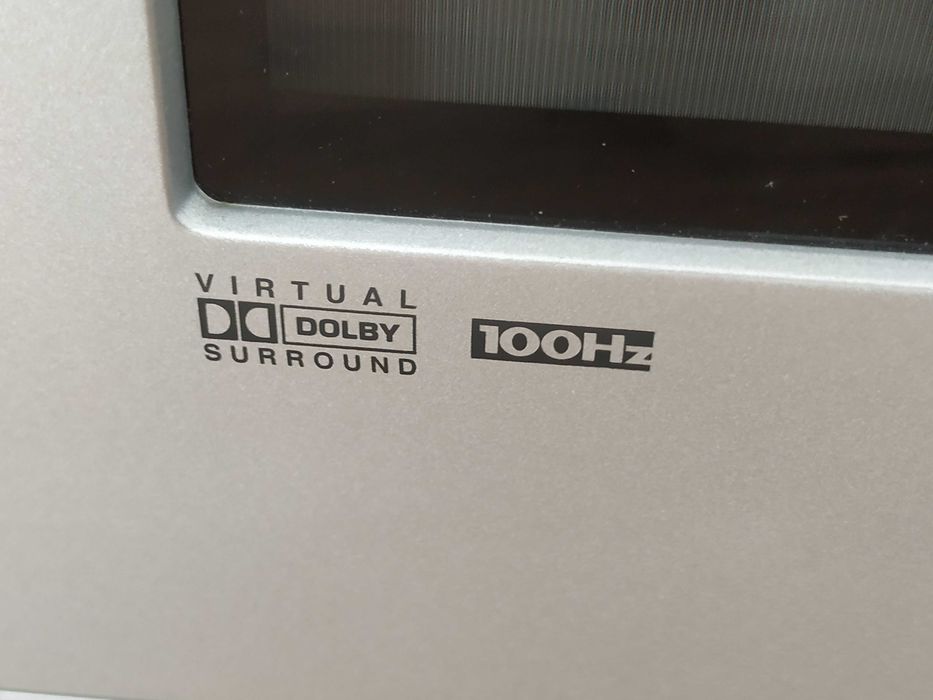 VIRTUAL
DOLBY
SURROUND
100Hz